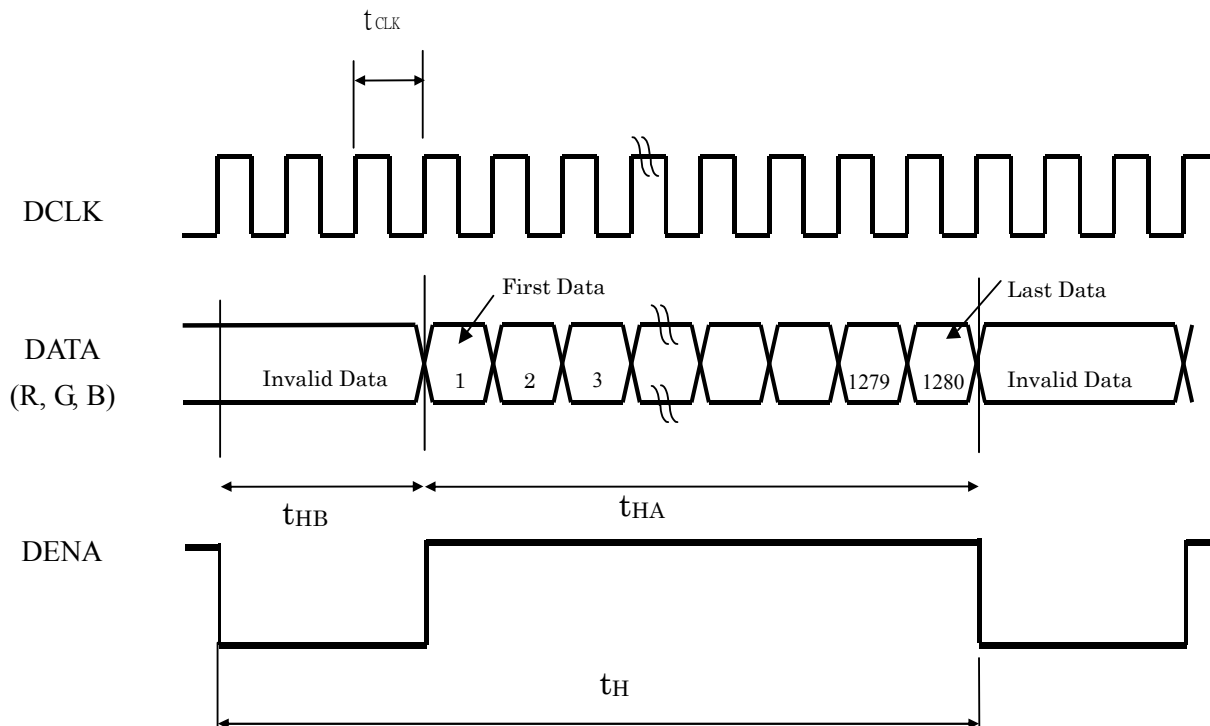 tCLK
DCLK
First Data
Last Data
DATA
(R, G, B)
Invalid Data
1
2
3
1279
1280
Invalid Data
tHB
tHA
DENA
tH